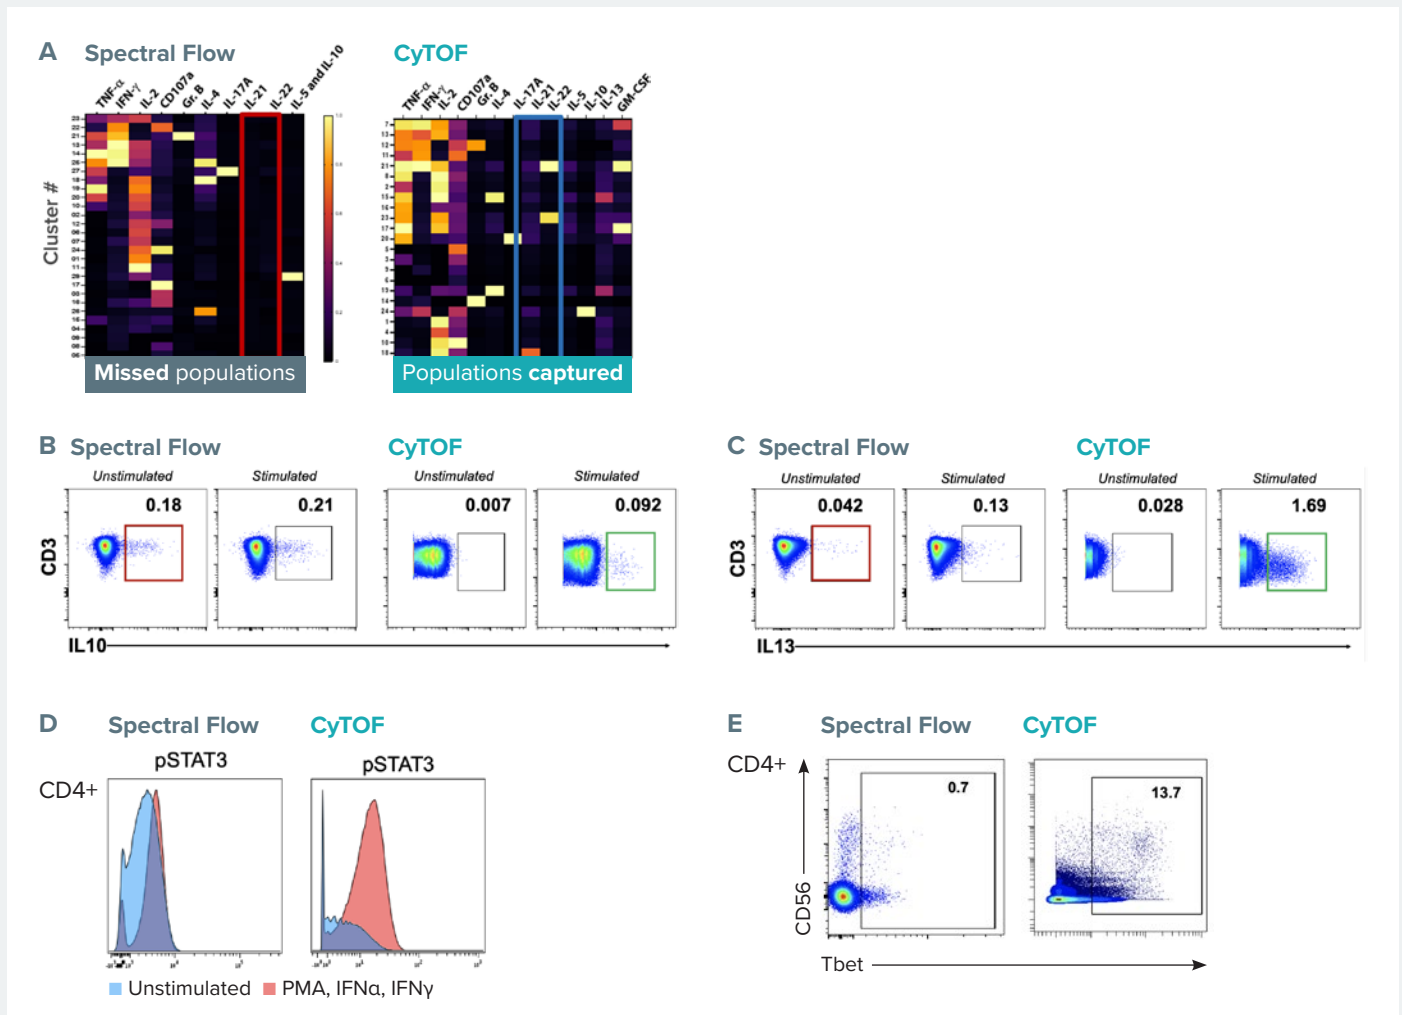 A Spectral Flow
CyTOF
TNF-α IFN-γ IL-2 CD107a Gr. B IL-4 IL-17A IL-21 IL-22 IL-5 and IL-10
TNF-α IFN-γ IL-2 CD107a Gr. B IL-4 IL-17A IL-21 IL-22 IL-5 IL-10 IL-13 GM-CSF
Cluster #
Missed populations
Populations captured
B Spectral Flow
CyTOF
Unstimulated
Stimulated
Unstimulated
Stimulated
0.18
0.21
0.007
0.092
CD3
IL10
C Spectral Flow
CyTOF
Unstimulated
Stimulated
Unstimulated
Stimulated
0.042
0.13
0.028
1.69
CD3
IL13
D Spectral Flow
CyTOF
pSTAT3
pSTAT3
CD4+
Unstimulated
PMA, IFNα, IFNγ
E Spectral Flow
CyTOF
CD4+
0.7
13.7
CD56
Tbet